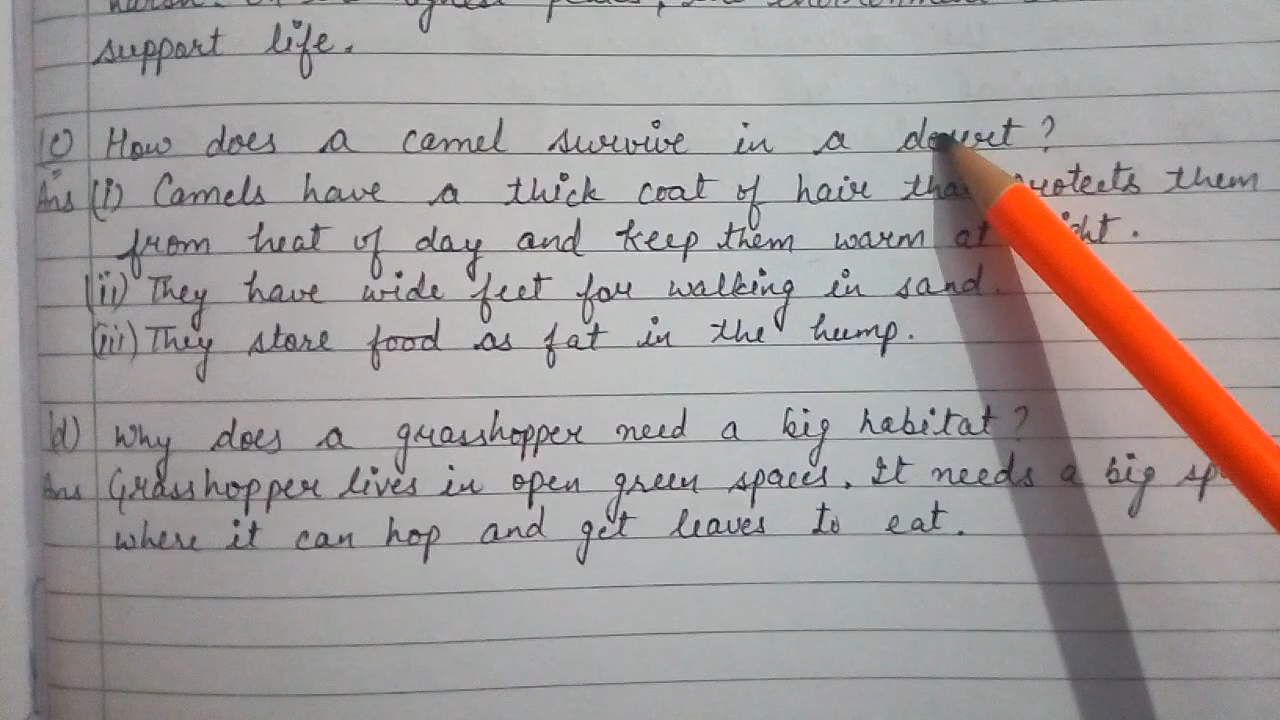 support life.
(c) How does a camel survive in a desert?
Ans (i) Camels have a thick coat of hair that protects them
from heat of day and keep them warm at night.
(ii) They have wide feet for walking in sand.
(iii) They store food as fat in the hump.
(d) Why does a grasshopper need a big habitat?
Ans Grasshopper lives in open green spaces. It needs a big
where it can hop and get leaves to eat.